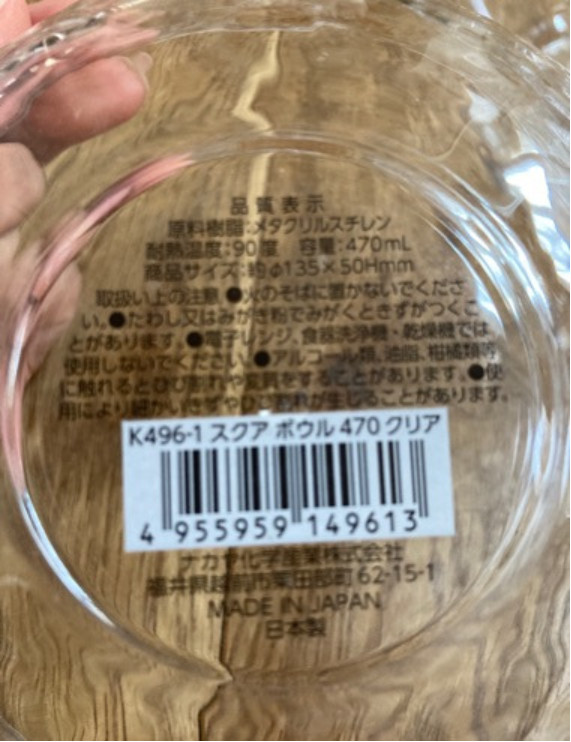 品質表示
原料樹脂:メタクリルスチレン
耐熱温度:90度 容量:470mL
商品サイズ:約φ135×50Hmm
取扱い上の注意 ●火のそばに置かないでくださ
い。●たわし又はみがき粉でみがくときずがつくこ
とがあります。●電子レンジ、食器洗浄機・乾燥機では
使用しないでください。●アルコール類、油脂、柑橘類等
に触れるとひび割れや変質をすることがあります。●使
用により細かいきずやひび割れが生じることがあります。
K496-1 スクア ボウル 470 クリア
4 955959 149613
ナカヤ化学産業株式会社
福井県越前市粟田部町 62-15-1
MADE IN JAPAN
日本製